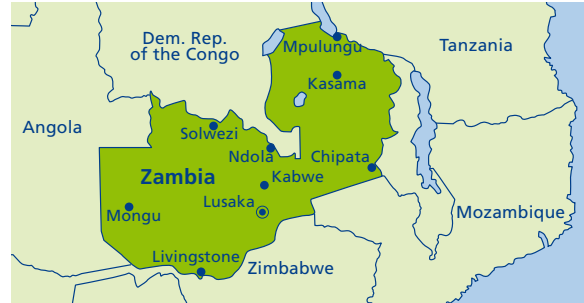 Dem. Rep.
of the Congo
Mpulungu
Tanzania
Kasama
Angola
Solwezi
Ndola
Chipata
Zambia
Kabwe
Lusaka
Mongu
Mozambique
Livingstone
Zimbabwe